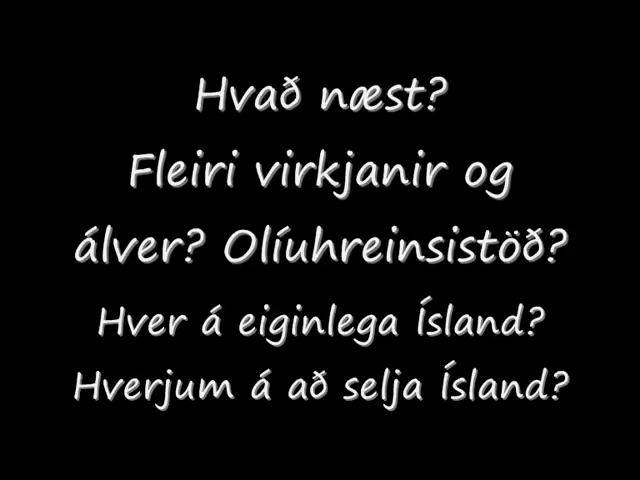 Hvað næst?
Fleiri virkjanir og
álver? Olíuhreinsistöð?
Hver á eiginlega Ísland?
Hverjum á að selja Ísland?